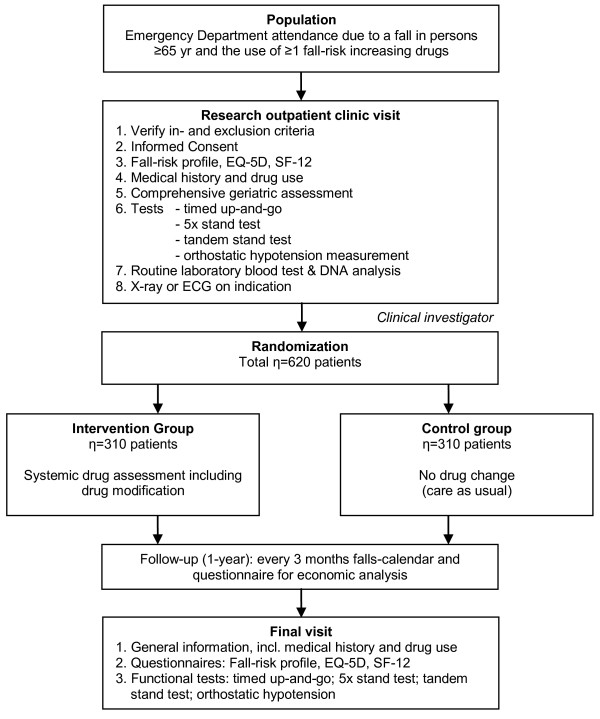 Population
Emergency Department attendance due to a fall in persons
≥65 yr and the use of ≥1 fall-risk increasing drugs
Research outpatient clinic visit
1. Verify in- and exclusion criteria
2. Informed Consent
3. Fall-risk profile, EQ-5D, SF-12
4. Medical history and drug use
5. Comprehensive geriatric assessment
6. Tests - timed up-and-go
- 5x stand test
- tandem stand test
- orthostatic hypotension measurement
7. Routine laboratory blood test & DNA analysis
8. X-ray or ECG on indication
Clinical investigator
Randomization
Total η=620 patients
Intervention Group
η=310 patients
Systemic drug assessment including
drug modification
Control group
η=310 patients
No drug change
(care as usual)
Follow-up (1-year): every 3 months falls-calendar and
questionnaire for economic analysis
Final visit
1. General information, incl. medical history and drug use
2. Questionnaires: Fall-risk profile, EQ-5D, SF-12
3. Functional tests: timed up-and-go; 5x stand test; tandem
stand test; orthostatic hypotension